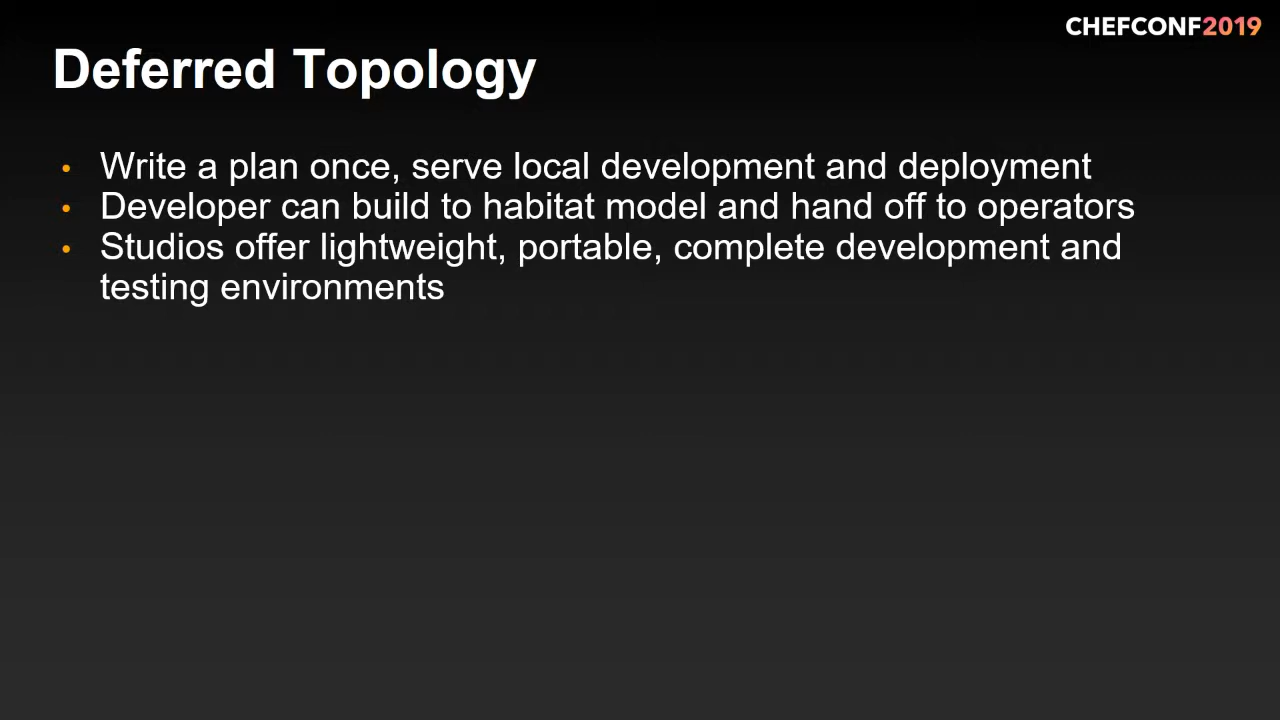 CHEFCONF2019
Deferred Topology
• Write a plan once, serve local development and deployment
• Developer can build to habitat model and hand off to operators
• Studios offer lightweight, portable, complete development and
testing environments